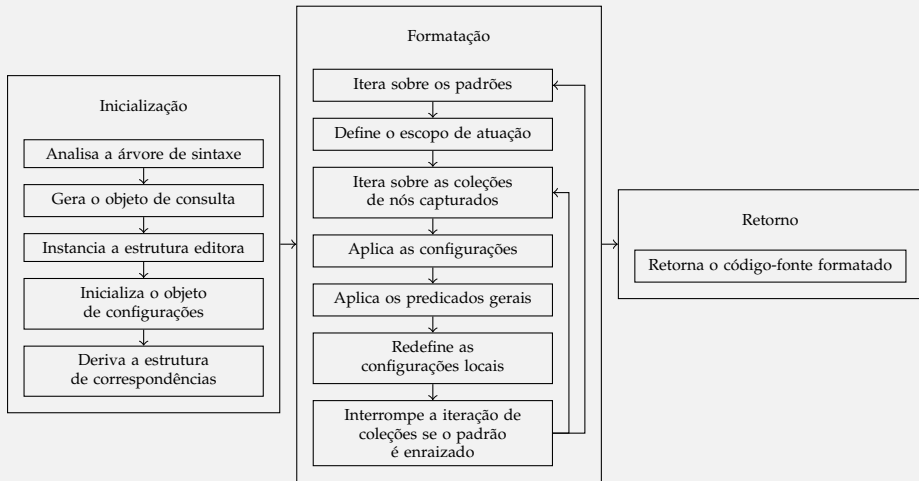 Inicialização
Analisa a árvore de sintaxe
Gera o objeto de consulta
Instancia a estrutura editora
Inicializa o objeto
de configurações
Deriva a estrutura
de correspondências
Formatação
Itera sobre os padrões
Define o escopo de atuação
Itera sobre as coleções
de nós capturados
Aplica as configurações
Aplica os predicados gerais
Redefine as
configurações locais
Interrompe a iteração de
coleções se o padrão
é enraizado
Retorno
Retorna o código-fonte formatado